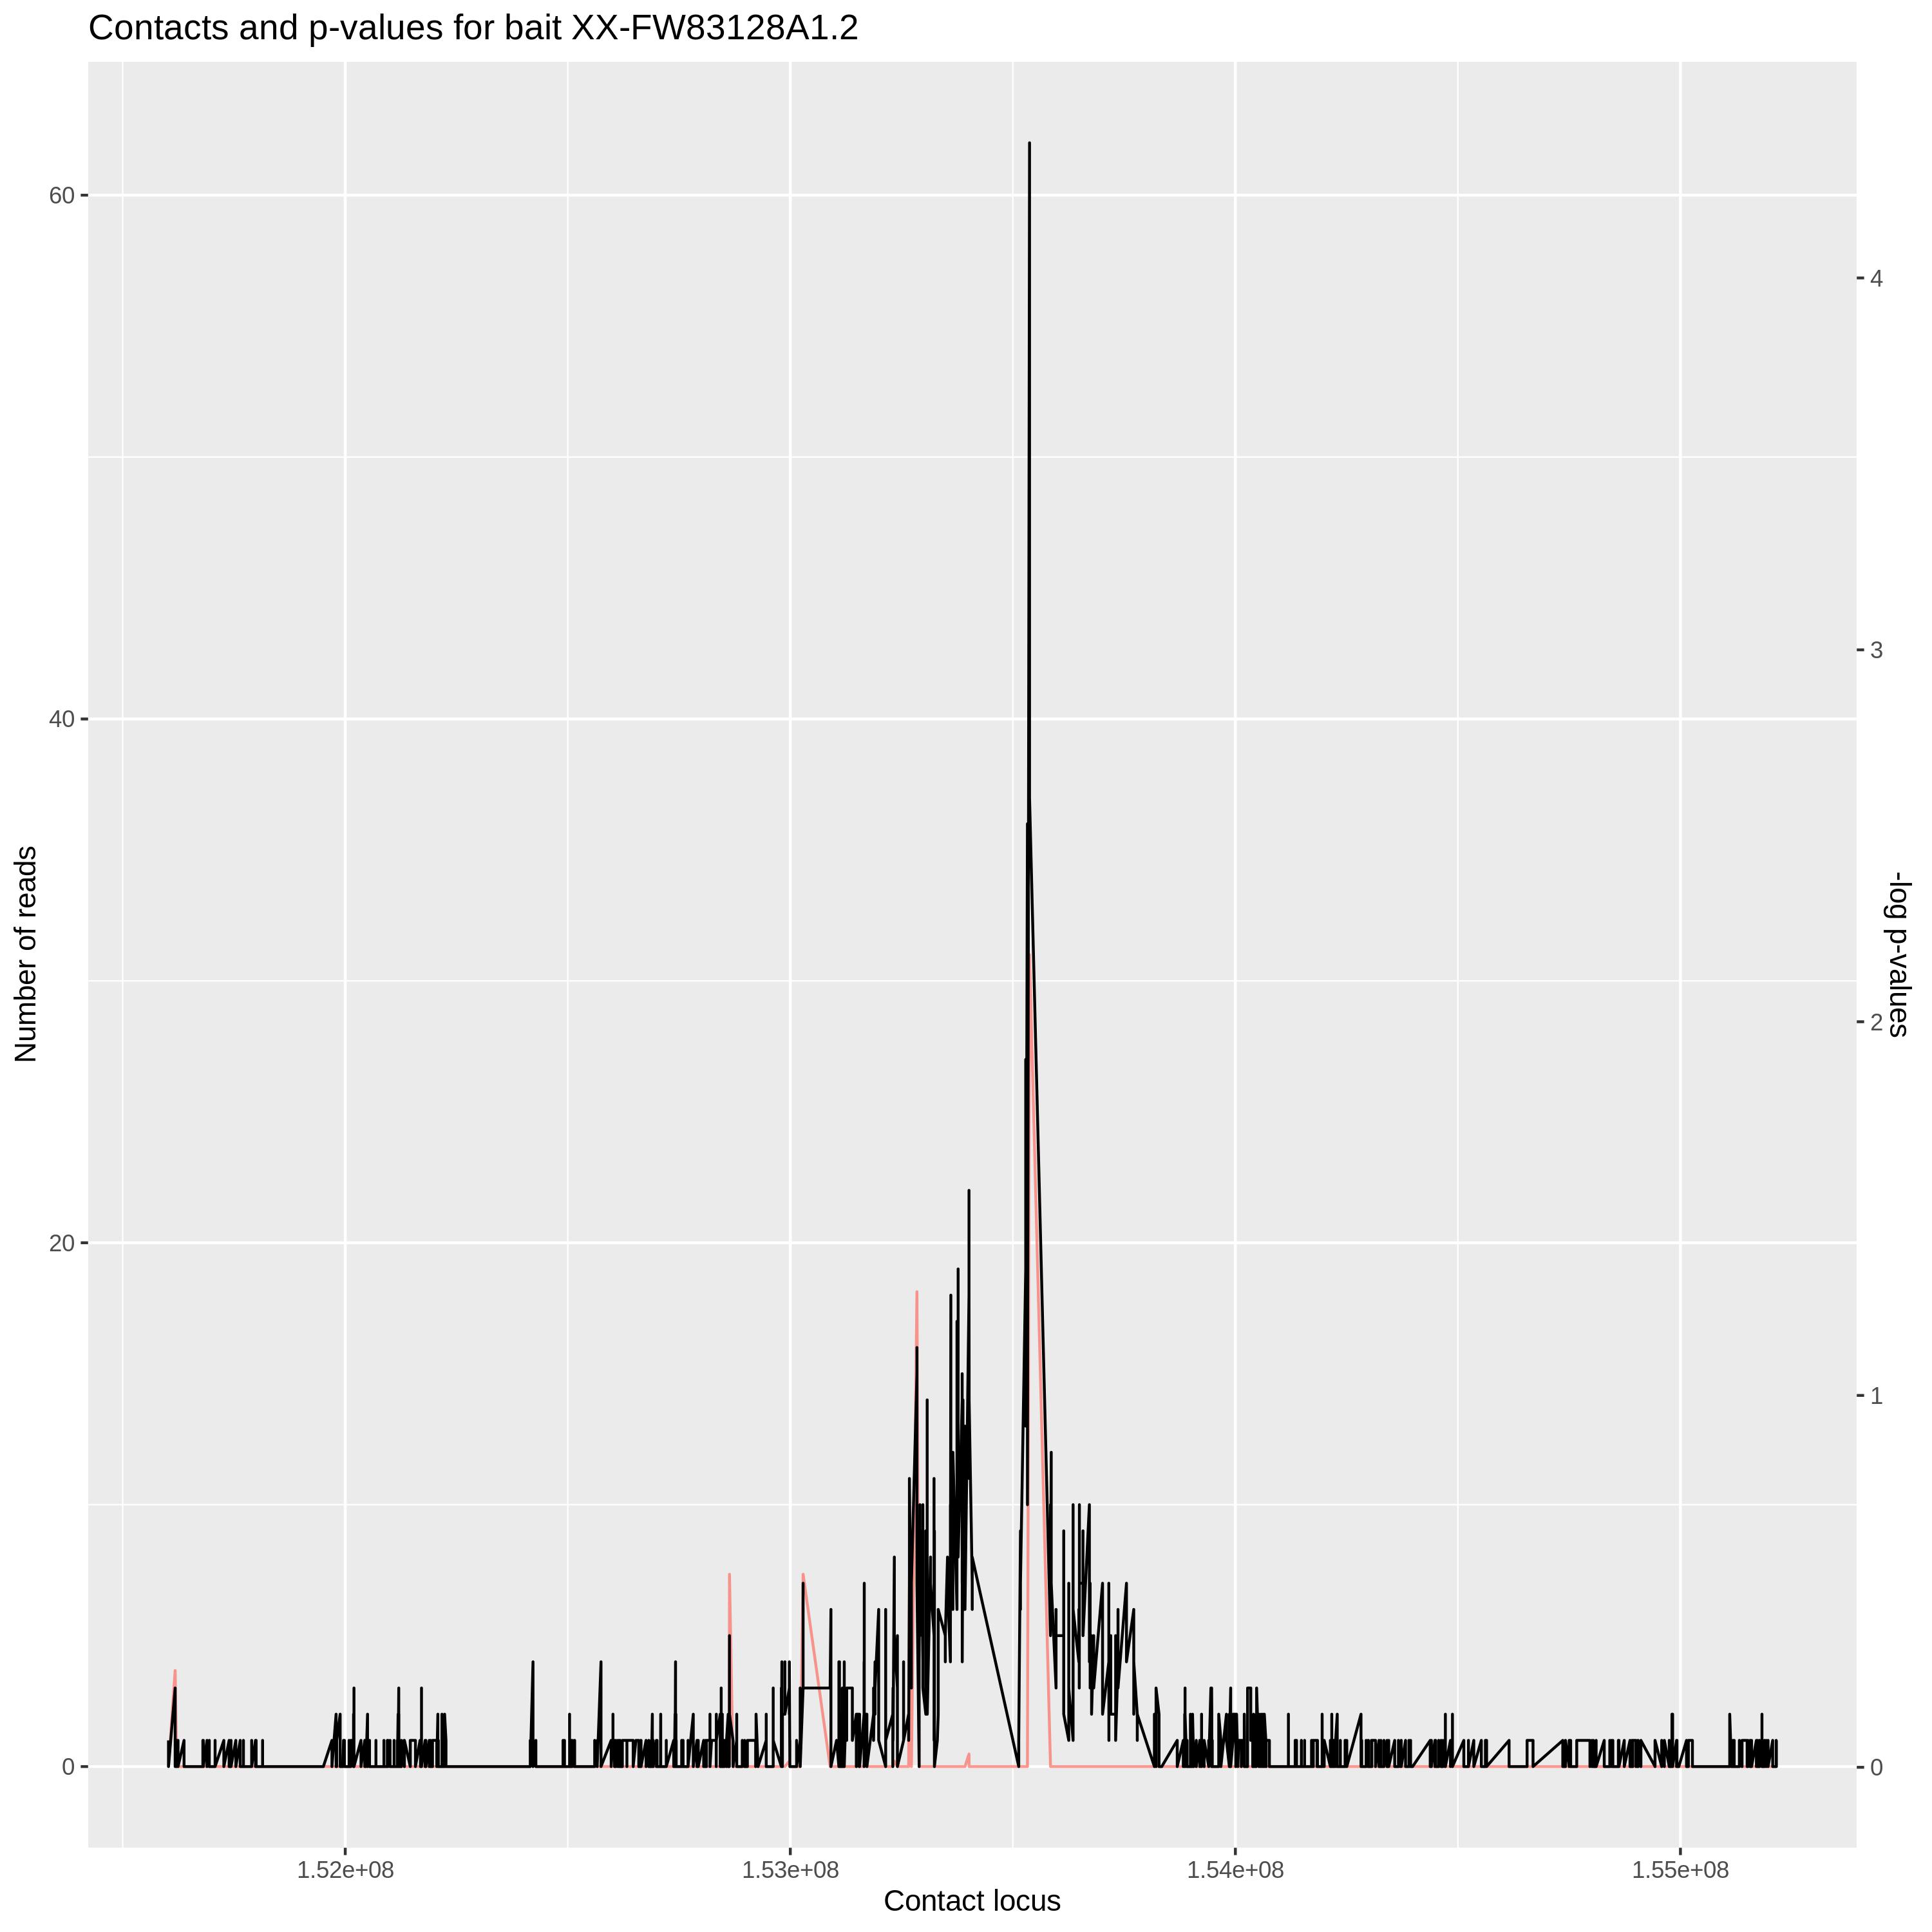 Contacts and p-values for bait XX-FW83128A1.2
60
40
20
0
Number of reads
4
3
2
1
0
-log p-values
1.52e+08
1.53e+08
1.54e+08
1.55e+08
Contact locus